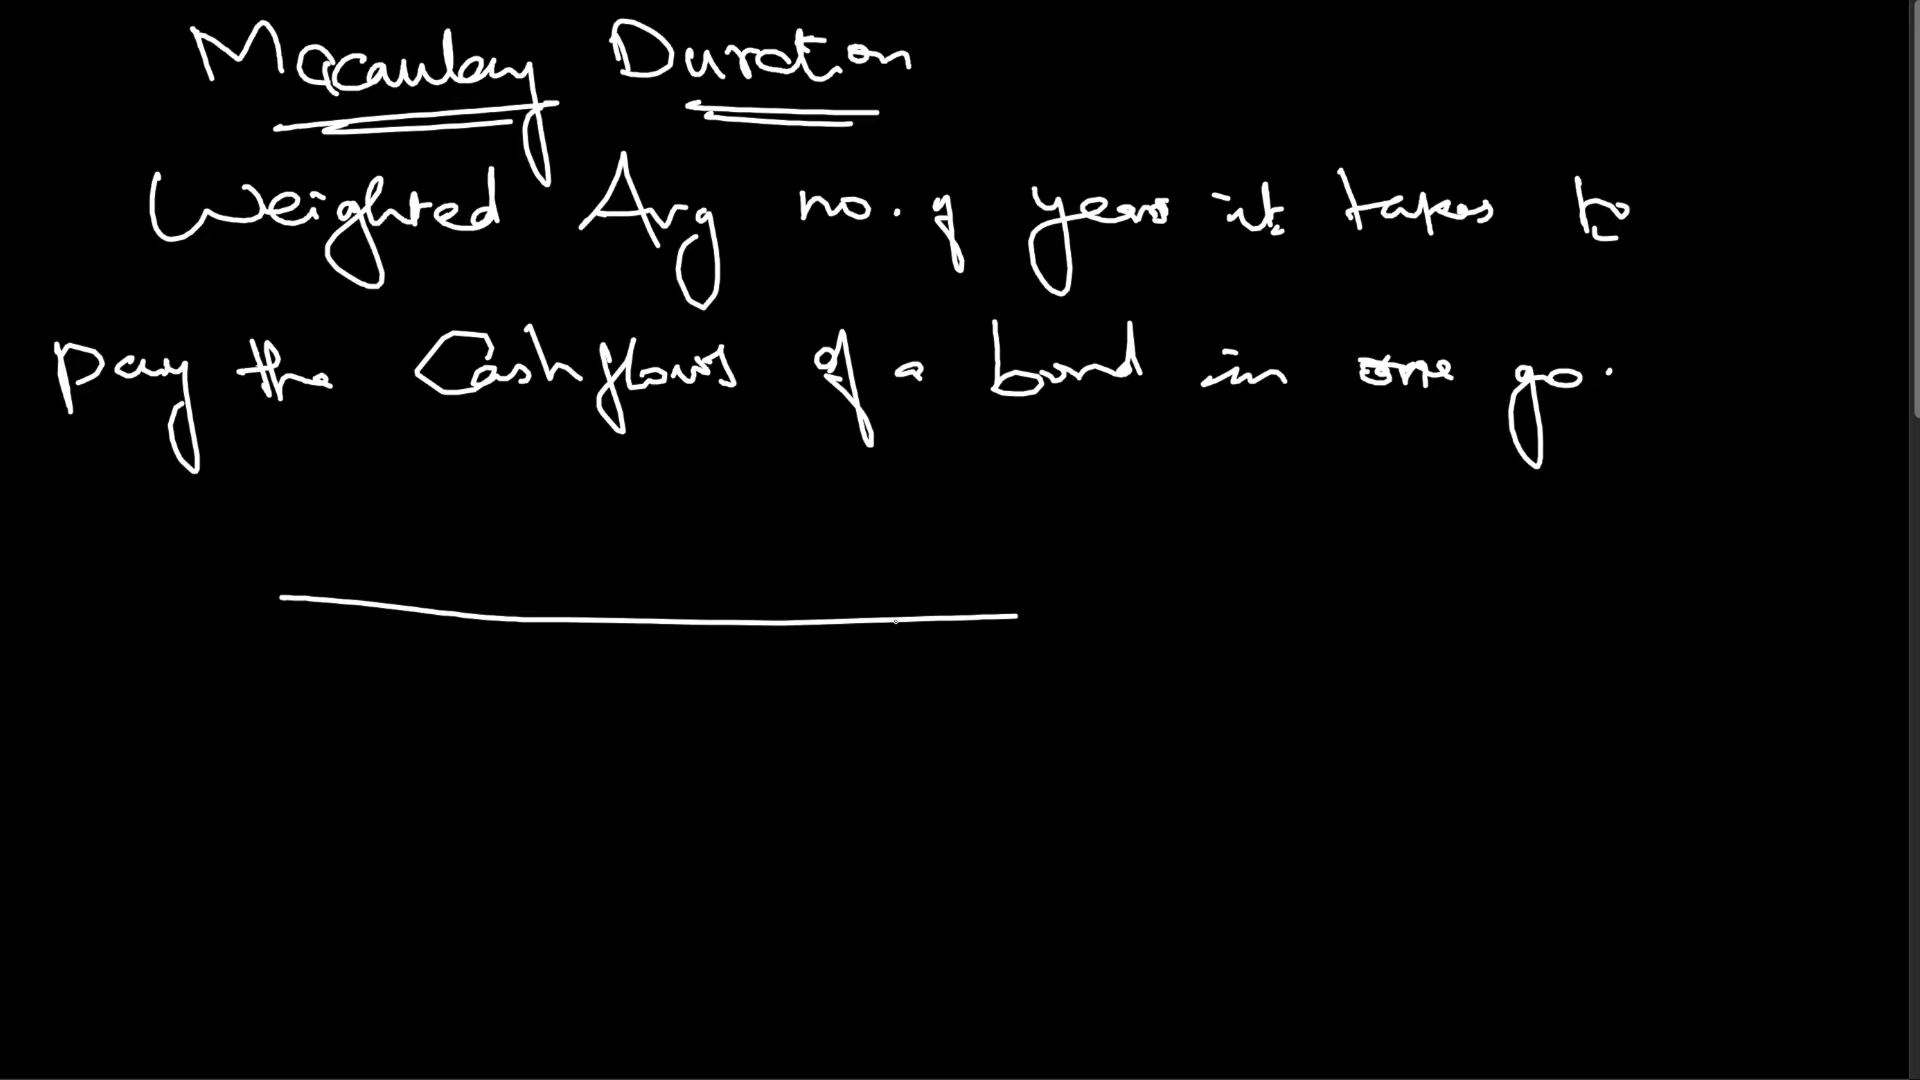 Macaulay Duration
Weighted Avg no. of years it takes to
pay the Cashflows of a bond in one go.